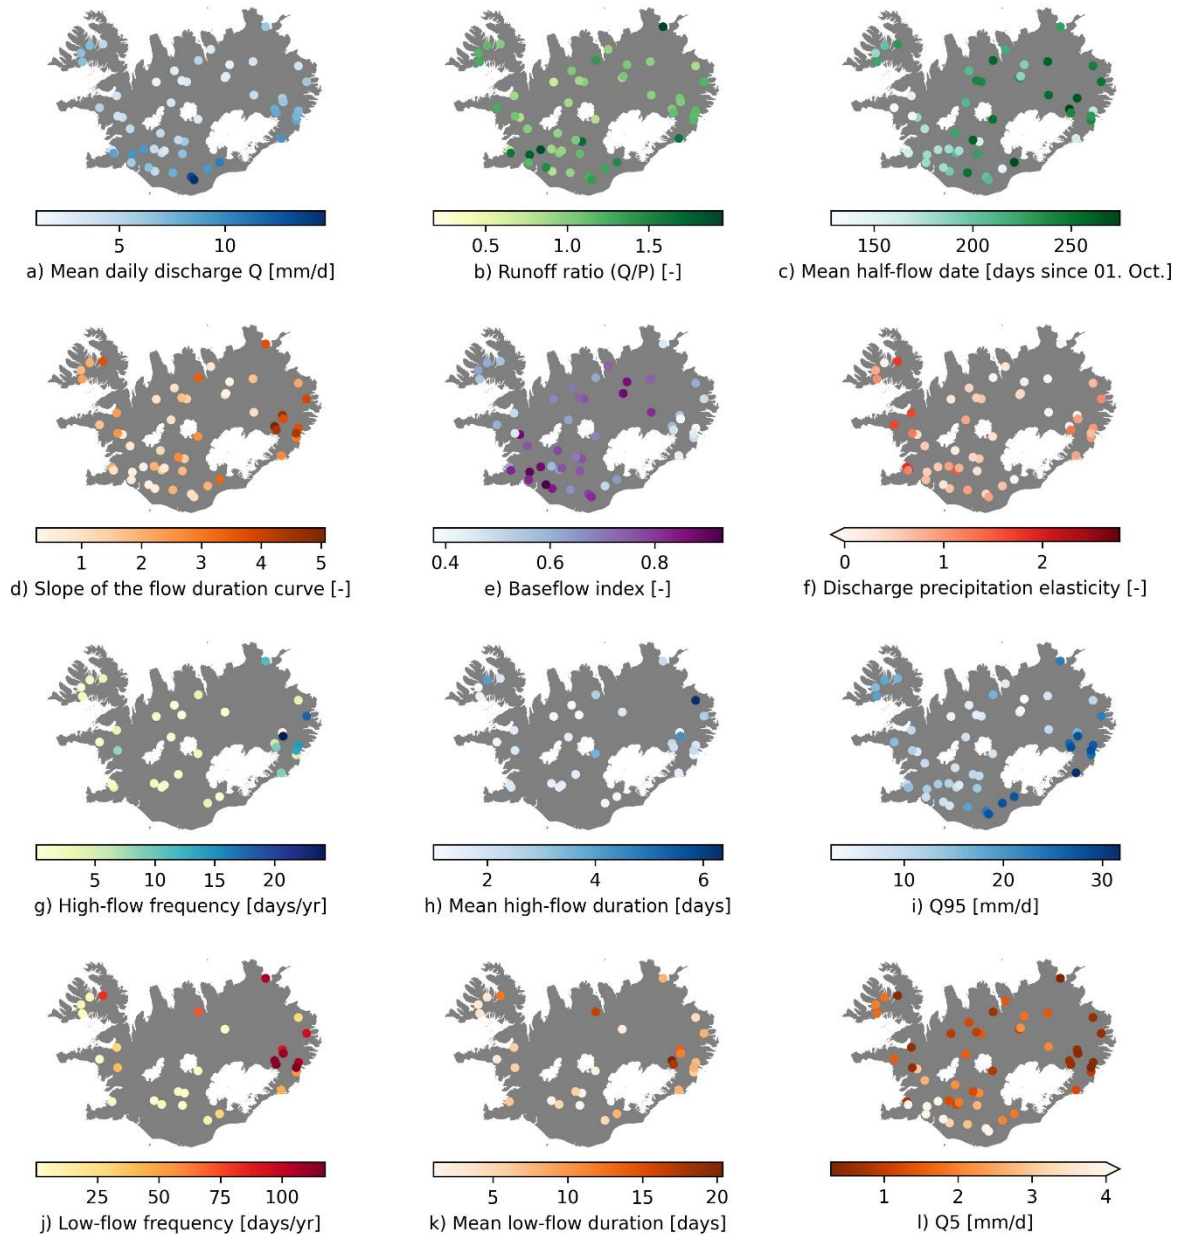 5 10
a) Mean daily discharge Q [mm/d]
0.5 1.0 1.5
b) Runoff ratio (Q/P) [-]
150 200 250
c) Mean half-flow date [days since 01. Oct.]
1 2 3 4 5
d) Slope of the flow duration curve [-]
0.4 0.6 0.8
e) Baseflow index [-]
0 1 2
f) Discharge precipitation elasticity [-]
5 10 15 20
g) High-flow frequency [days/yr]
2 4 6
h) Mean high-flow duration [days]
10 20 30
i) Q95 [mm/d]
25 50 75 100
j) Low-flow frequency [days/yr]
5 10 15 20
k) Mean low-flow duration [days]
1 2 3 4
l) Q5 [mm/d]